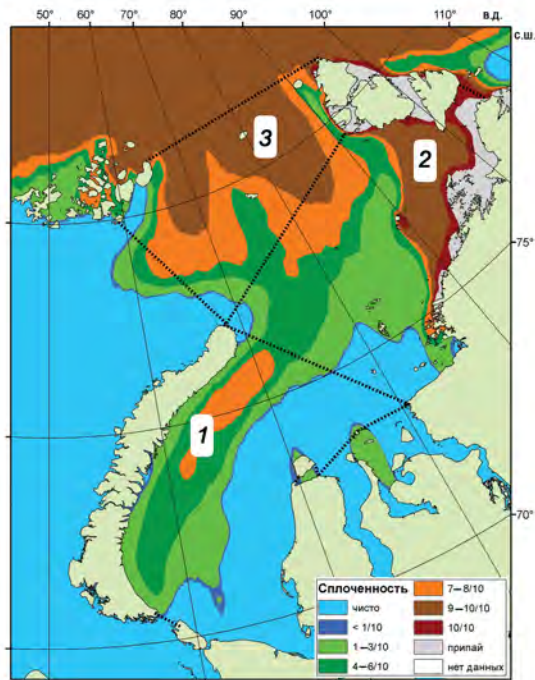 50° 60° 70° 80° 90° 100° 110° в.д.
с.ш.
3
2
75°
1
70°
Сплоченность
чисто
< 1/10
1–3/10
4–6/10
7–8/10
9–10/10
10/10
припай
нет данных